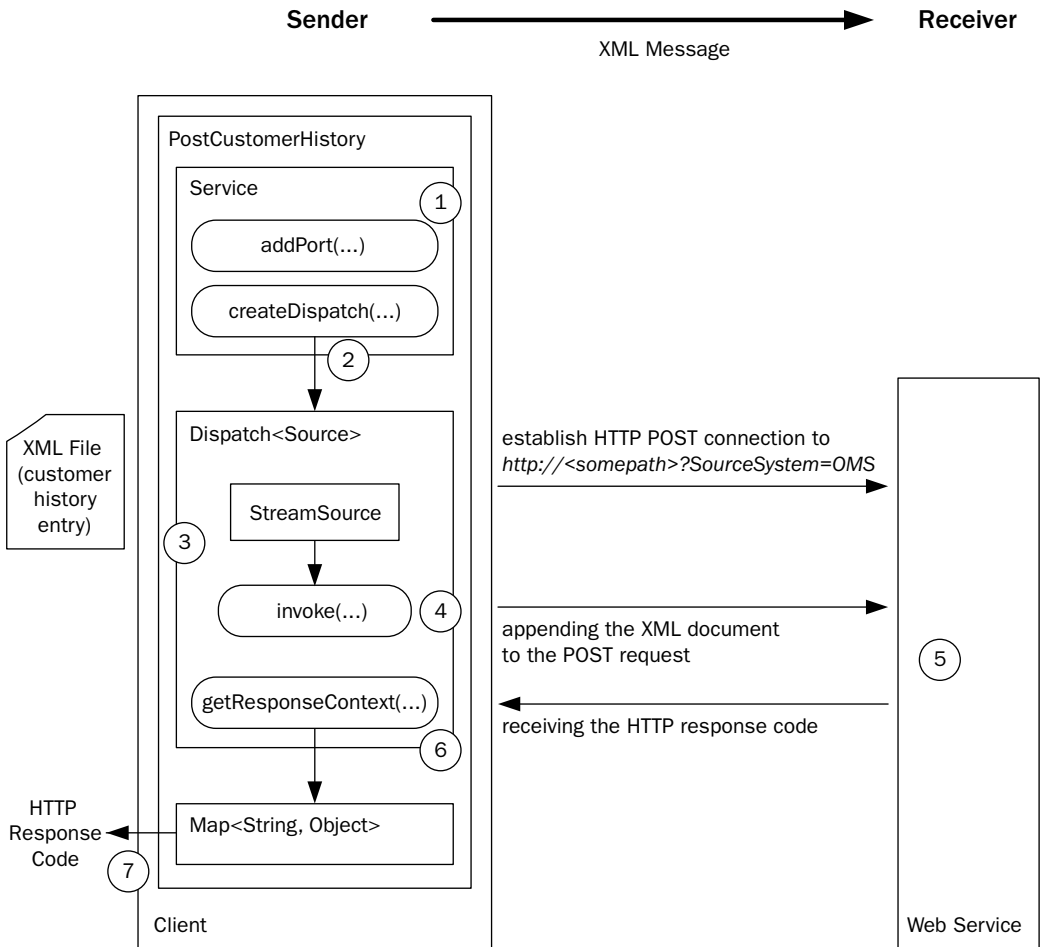 Sender
Receiver
XML Message
PostCustomerHistory
Service
1
addPort(...)
createDispatch(...)
2
XML File
(customer
history
entry)
Dispatch<Source>
establish HTTP POST connection to
http://<somepath>?SourceSystem=OMS
StreamSource
3
invoke(...)
4
appending the XML document
to the POST request
5
getResponseContext(...)
receiving the HTTP response code
6
HTTP
Response
Code
Map<String, Object>
7
Client
Web Service